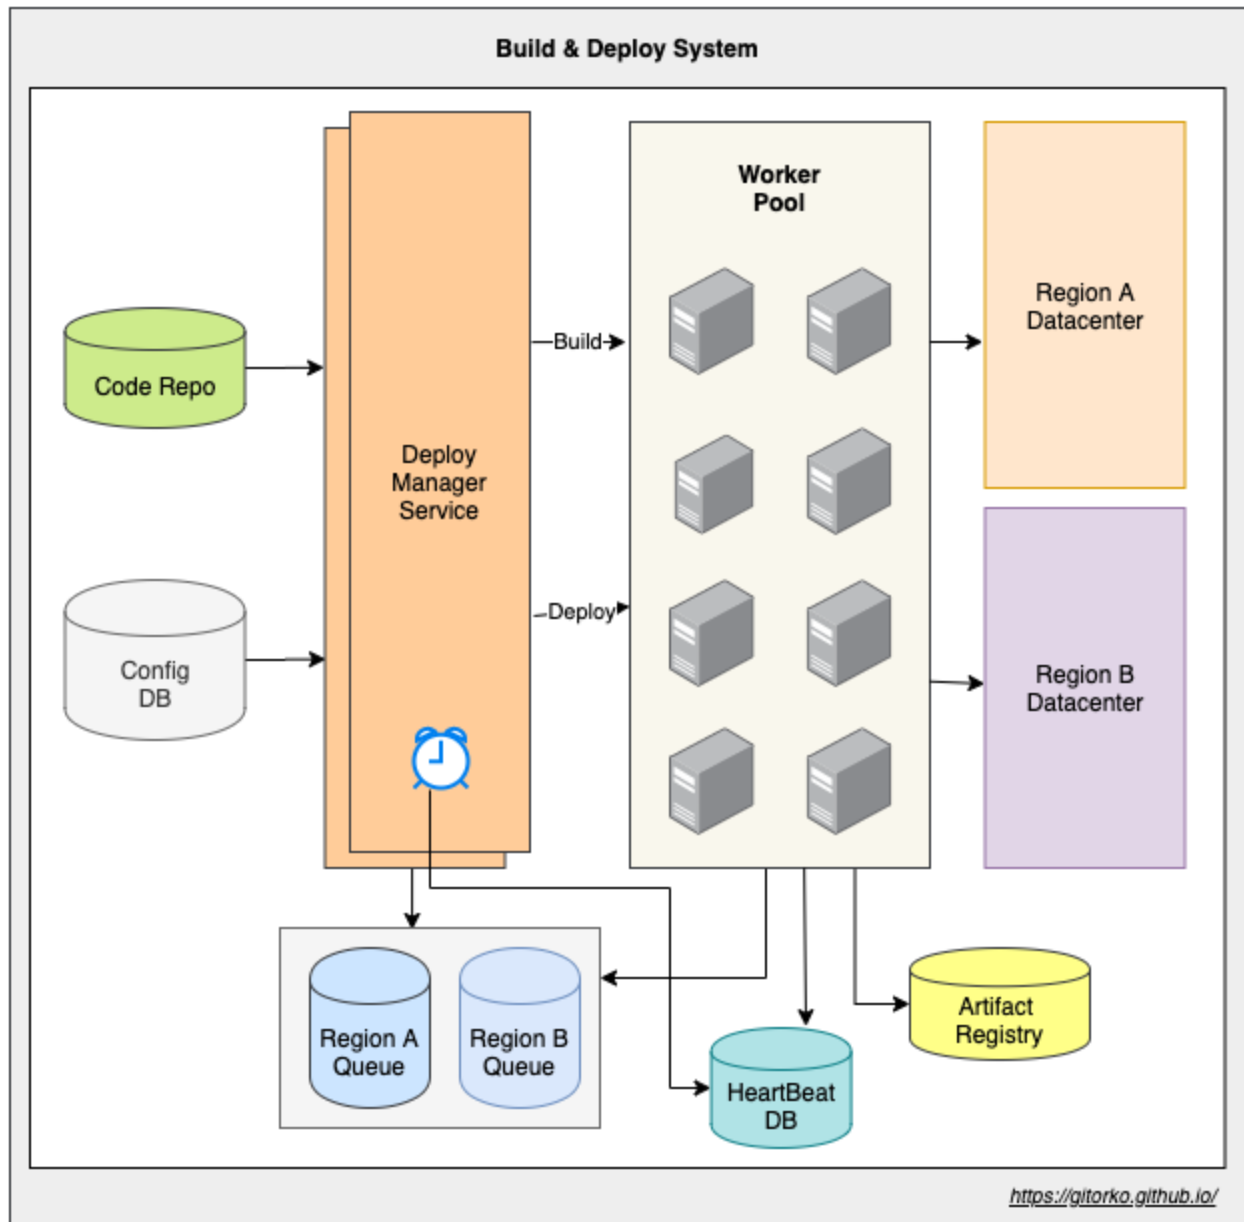 Build & Deploy System
Worker
Pool
Region A
Datacenter
Code Repo
Build
Deploy
Manager
Service
Deploy
Config
DB
Region B
Datacenter
Region A
Queue
Region B
Queue
Artifact
Registry
HeartBeat
DB
https://gitorko.github.io/